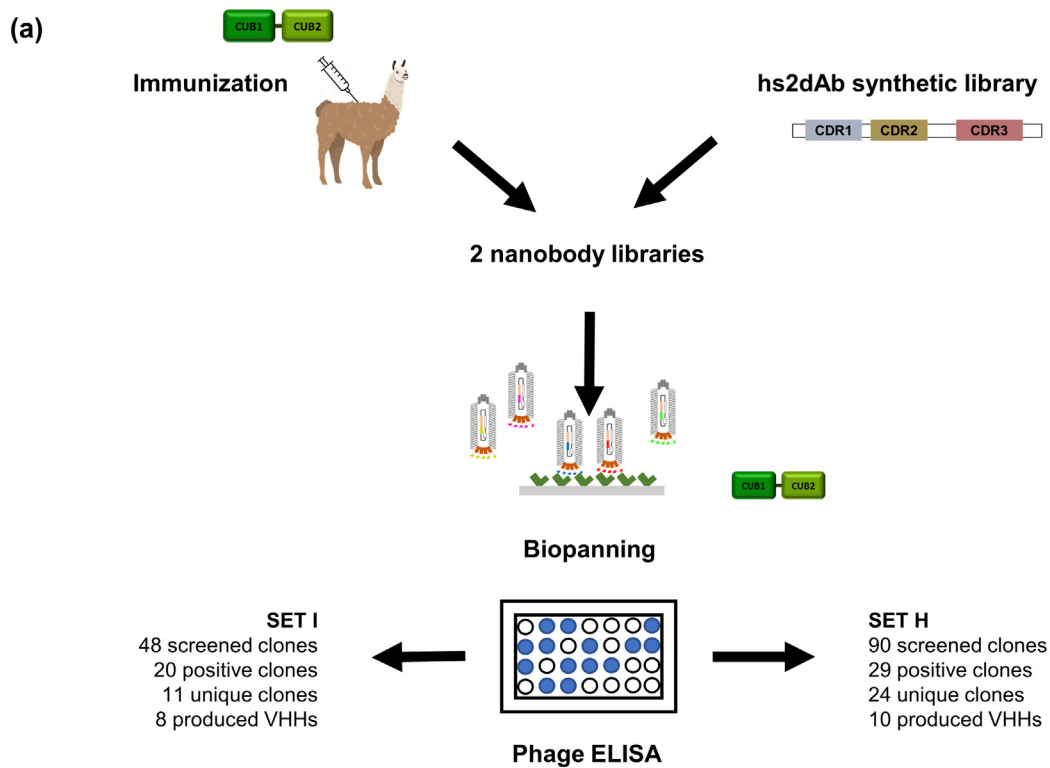 (a)
CUB1 CUB2
Immunization
hs2dAb synthetic library
CDR1 CDR2 CDR3
2 nanobody libraries
CUB1 CUB2
Biopanning
SET I
48 screened clones
20 positive clones
11 unique clones
8 produced VHHs
SET H
90 screened clones
29 positive clones
24 unique clones
10 produced VHHs
Phage ELISA